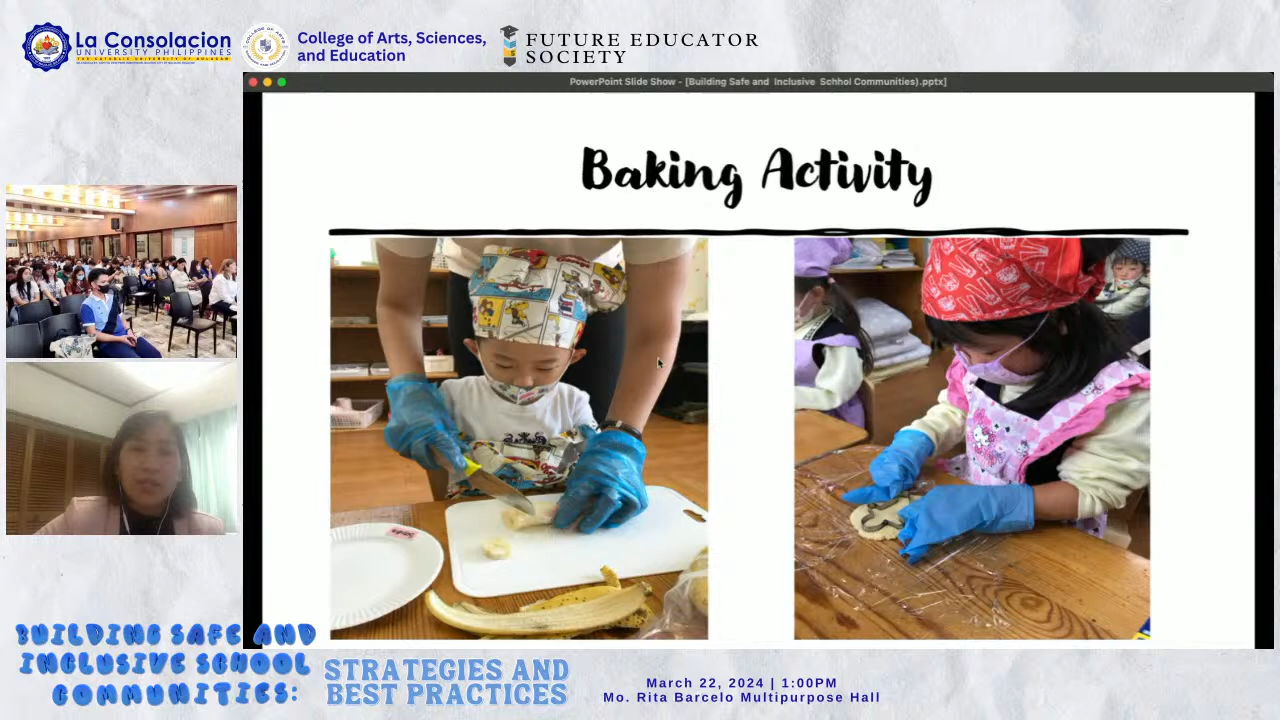 La Consolacion
UNIVERSITY PHILIPPINES
College of Arts, Sciences,
and Education
FUTURE EDUCATOR
SOCIETY
PowerPoint Slide Show - [Building Safe and Inclusive Schhol Communities).pptx]
Baking Activity
BUILDING SAFE AND
INCLUSIVE SCHOOL
COMMUNITIES:
STRATEGIES AND
BEST PRACTICES
March 22, 2024 | 1:00PM
Mo. Rita Barcelo Multipurpose Hall